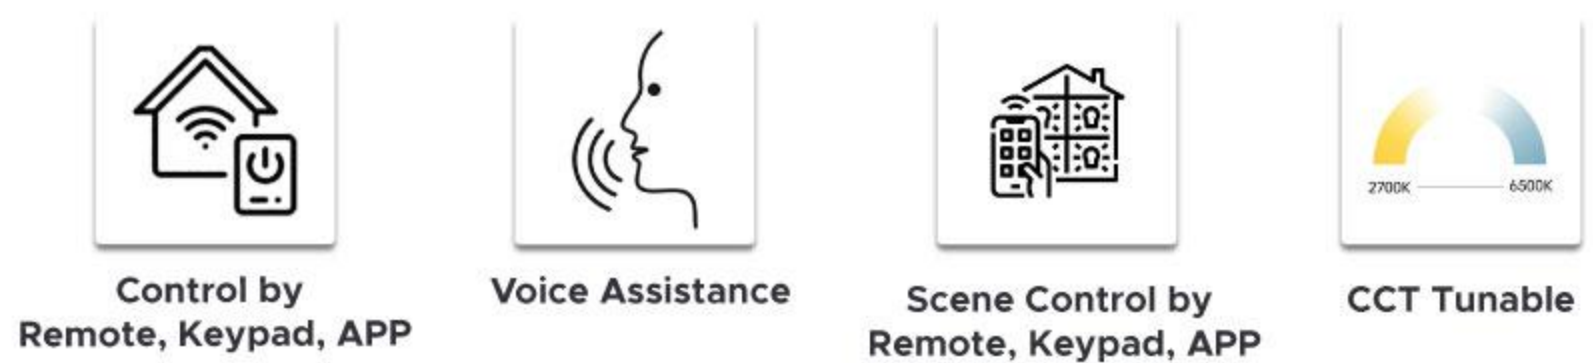 Control by
Remote, Keypad, APP
Voice Assistance
Scene Control by
Remote, Keypad, APP
2700K
6500K
CCT Tunable